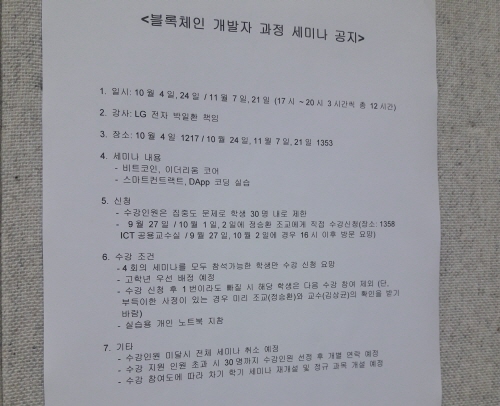 <블록체인 개발자 과정 세미나 공지>
1. 일시: 10 월 4 일, 24 일 / 11 월 7 일, 21 일 (17 시 ~ 20 시 3 시간씩 총 12 시간)
2. 강사: LG 전자 박일환 책임
3. 장소: 10 월 4 일 1217 / 10 월 24 일, 11 월 7 일, 21 일 1353
4. 세미나 내용
- 비트코인, 이더리움 코어
- 스마트컨트랙트, DApp 코딩 실습
5. 신청
- 수강인원은 집중도 문제로 학생 30 명 내로 제한
- 9 월 27 일 / 10 월 1 일, 2 일에 정승환 조교에게 직접 수강신청(장소: 1358
ICT 공용교수실 / 9 월 27 일, 10 월 2 일에 경우 16 시 이후 방문 요망)
6. 수강 조건
- 4 회의 세미나를 모두 참석가능한 학생만 수강 신청 요망
- 고학년 우선 배정 예정
- 수강 신청 후 1 번이라도 빠질 시 해당 학생은 다음 수강 참여 제외 (단,
부득이한 사정이 있는 경우 미리 조교(정승환)와 교수(김상균)의 확인을 받기
바람)
- 실습용 개인 노트북 지참
7. 기타
- 수강인원 미달시 전체 세미나 취소 예정
- 수강 지원 인원 초과 시 30 명까지 수강인원 선정 후 개별 연락 예정
- 수강 참여도에 따라 차기 학기 세미나 재개설 및 정규 과목 개설 예정